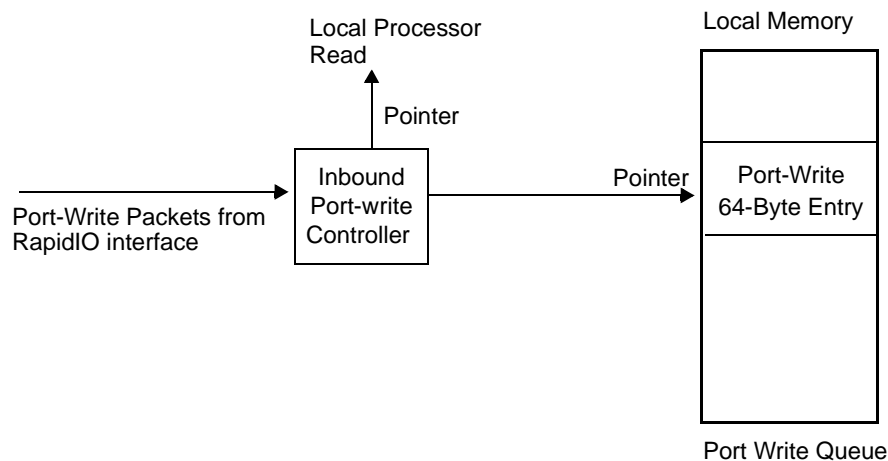 Local Processor
Read
Local Memory
Pointer
Inbound
Port-write
Controller
Pointer
Port-Write
64-Byte Entry
Port-Write Packets from
RapidIO interface
Port Write Queue